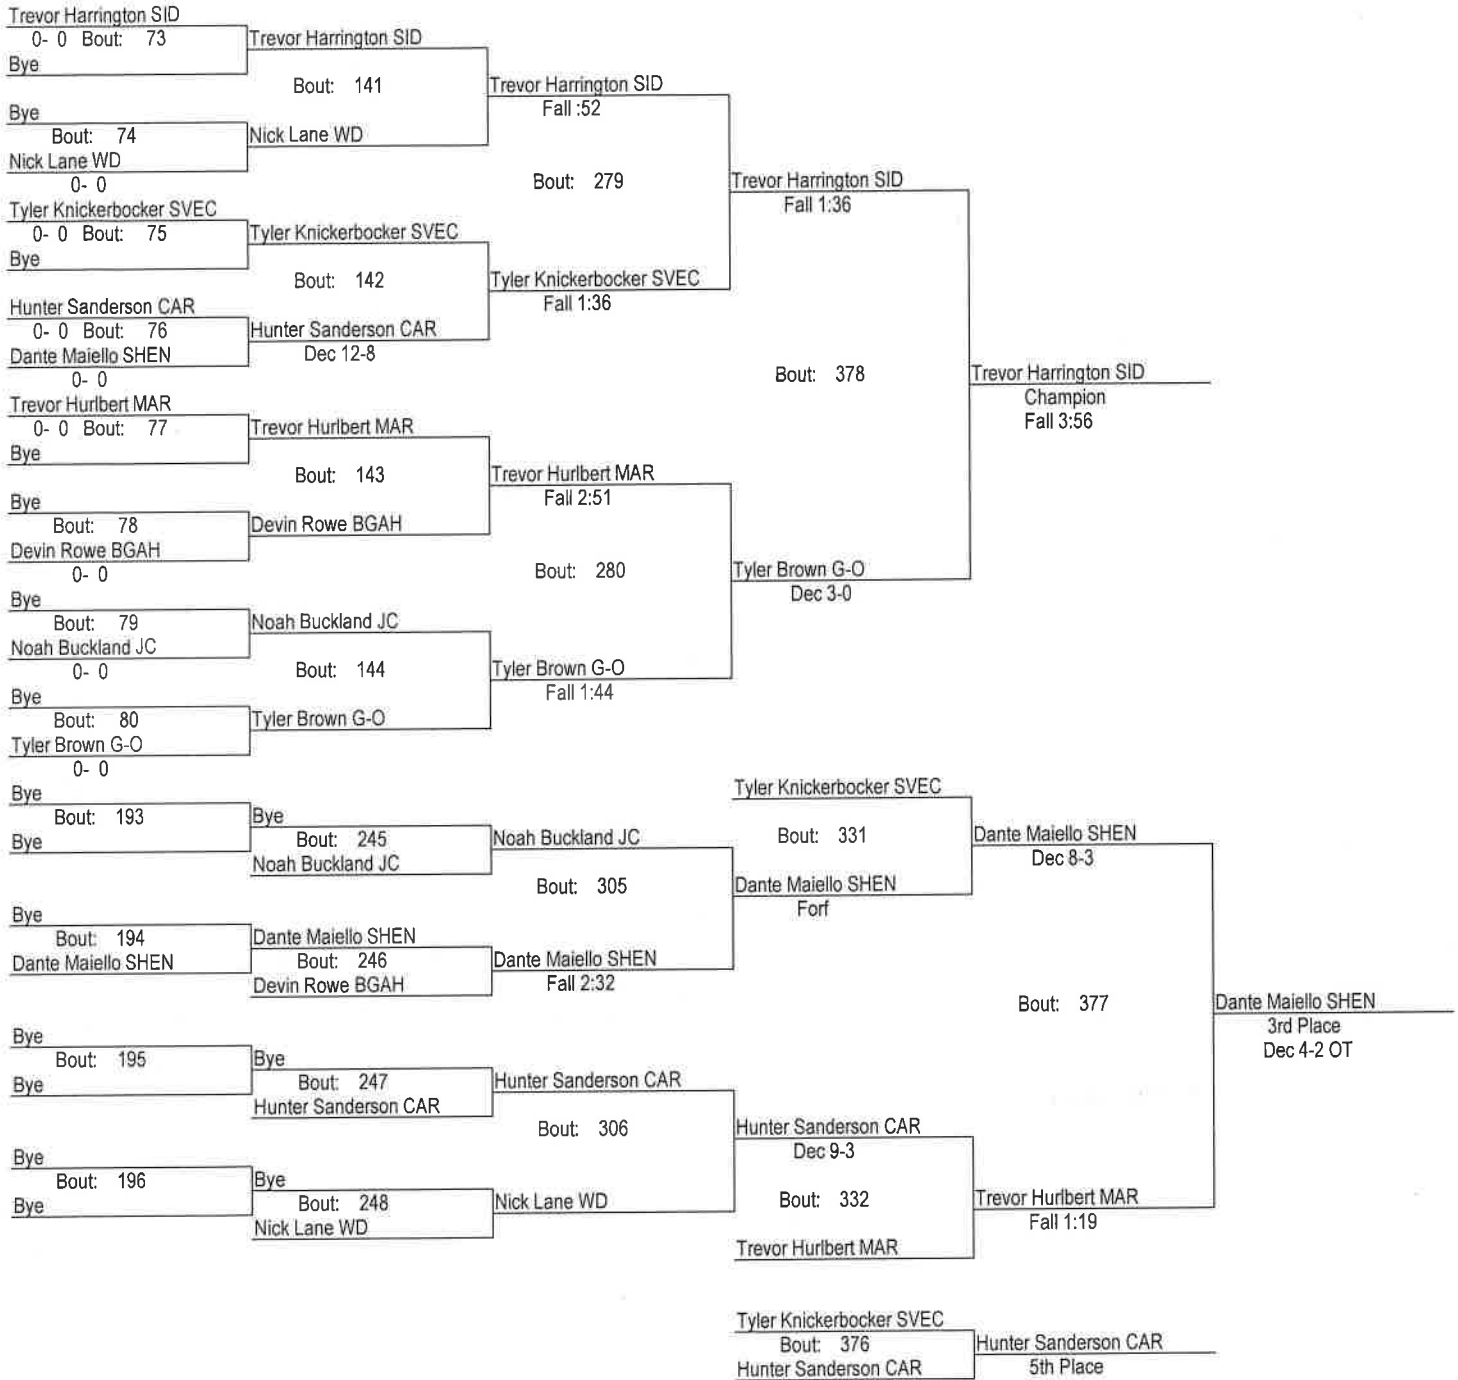 Trevor Harrington SID
0- 0 Bout: 73
Bye
Trevor Harrington SID
Bout: 141
Bye
Bout: 74
Nick Lane WD
0- 0
Nick Lane WD
Trevor Harrington SID
Fall :52
Bout: 279
Tyler Knickerbocker SVEC
0- 0 Bout: 75
Bye
Tyler Knickerbocker SVEC
Bout: 142
Hunter Sanderson CAR
0- 0 Bout: 76
Dante Maiello SHEN
0- 0
Hunter Sanderson CAR
Dec 12-8
Tyler Knickerbocker SVEC
Fall 1:36
Trevor Harrington SID
Fall 1:36
Bout: 378
Trevor Harrington SID
Champion
Fall 3:56
Trevor Hurlbert MAR
0- 0 Bout: 77
Bye
Trevor Hurlbert MAR
Bout: 143
Bye
Bout: 78
Devin Rowe BGAH
0- 0
Devin Rowe BGAH
Trevor Hurlbert MAR
Fall 2:51
Bout: 280
Bye
Bout: 79
Noah Buckland JC
0- 0
Noah Buckland JC
Bout: 144
Bye
Bout: 80
Tyler Brown G-O
0- 0
Tyler Brown G-O
Tyler Brown G-O
Fall 1:44
Tyler Brown G-O
Dec 3-0
Bye
Bout: 193
Bye
Bye
Bout: 245
Noah Buckland JC
Noah Buckland JC
Bout: 305
Bye
Bout: 194
Dante Maiello SHEN
Dante Maiello SHEN
Bout: 246
Devin Rowe BGAH
Dante Maiello SHEN
Fall 2:32
Tyler Knickerbocker SVEC
Bout: 331
Dante Maiello SHEN
Forf
Dante Maiello SHEN
Dec 8-3
Bout: 377
Dante Maiello SHEN
3rd Place
Dec 4-2 OT
Bye
Bout: 195
Bye
Bye
Bout: 247
Hunter Sanderson CAR
Hunter Sanderson CAR
Bout: 306
Bye
Bout: 196
Bye
Bye
Bout: 248
Nick Lane WD
Nick Lane WD
Hunter Sanderson CAR
Dec 9-3
Bout: 332
Trevor Hurlbert MAR
Trevor Hurlbert MAR
Fall 1:19
Tyler Knickerbocker SVEC
Bout: 376
Hunter Sanderson CAR
Hunter Sanderson CAR
5th Place